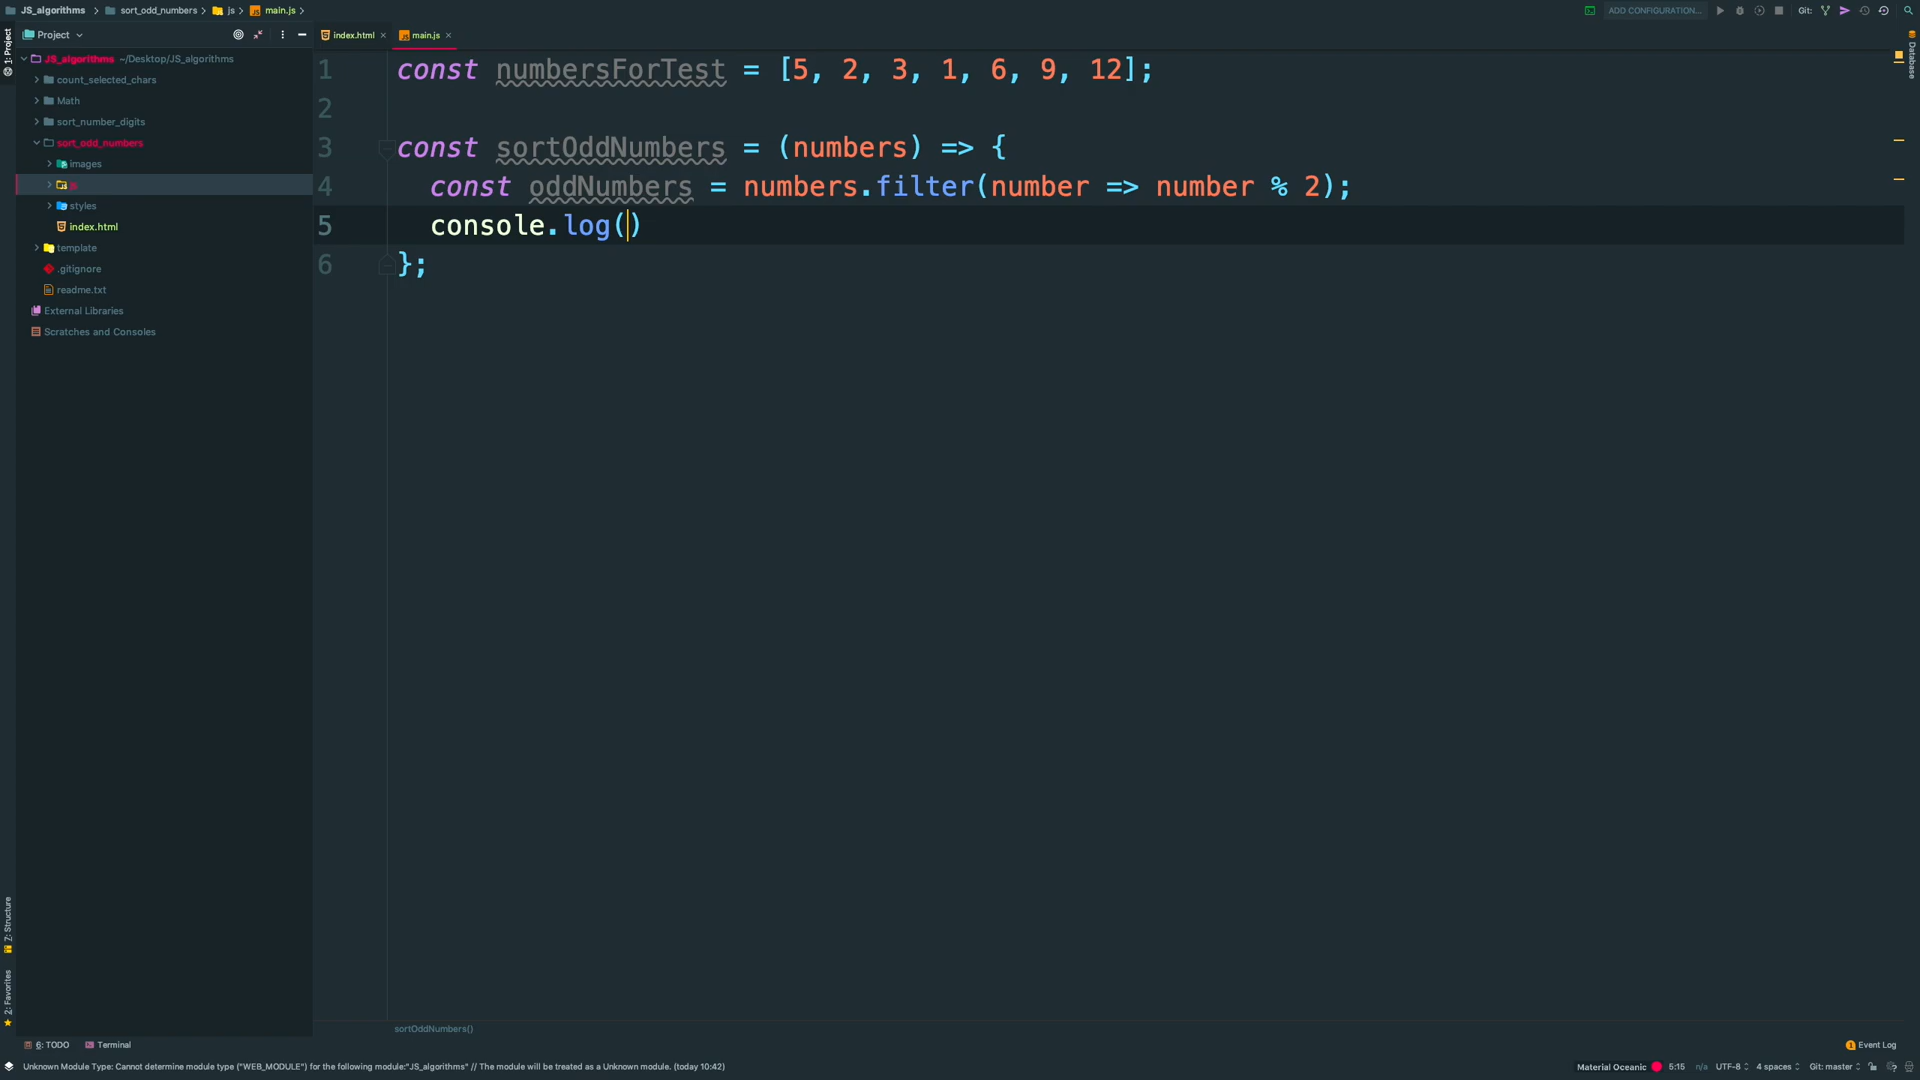 JS_algorithms sort_odd_numbers js main.js
ADD CONFIGURATION... Git:
1: Project
Project
index.html main.js
Database
JS_algorithms ~/Desktop/JS_algorithms
count_selected_chars
Math
sort_number_digits
sort_odd_numbers
images
js
styles
index.html
template
.gitignore
readme.txt
External Libraries
Scratches and Consoles
1 const numbersForTest = [5, 2, 3, 1, 6, 9, 12];
2
3 const sortOddNumbers = (numbers) => {
4 const oddNumbers = numbers.filter(number => number % 2);
5 console.log()
6 };
Z: Structure
2: Favorites
sortOddNumbers()
6: TODO Terminal
1 Event Log
Unknown Module Type: Cannot determine module type ("WEB_MODULE") for the following module:"JS_algorithms" // The module will be treated as a Unknown module. (today 10:42)
Material Oceanic 5:15 n/a UTF-8 4 spaces Git: master